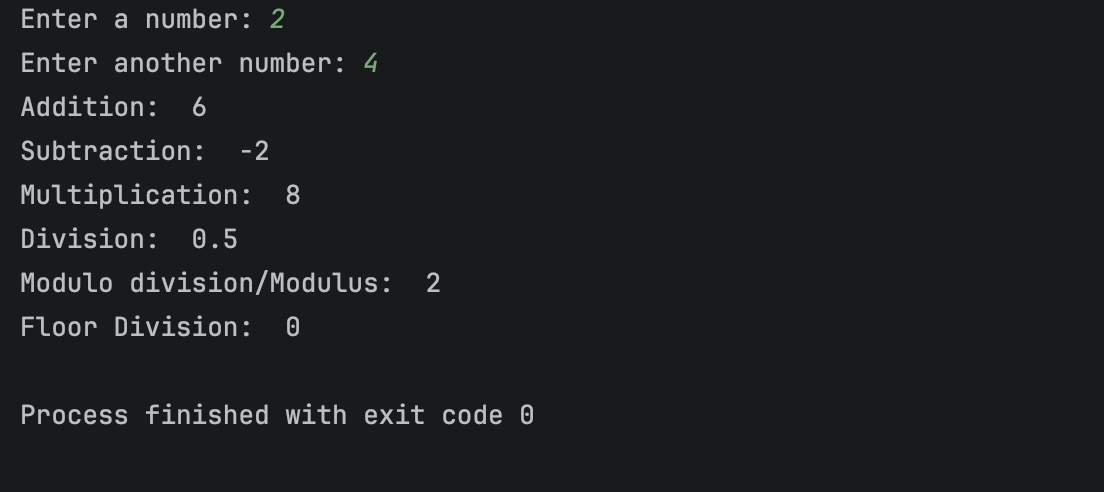 Enter a number: 2
Enter another number: 4
Addition:  6
Subtraction:  -2
Multiplication:  8
Division:  0.5
Modulo division/Modulus:  2
Floor Division:  0
Process finished with exit code 0